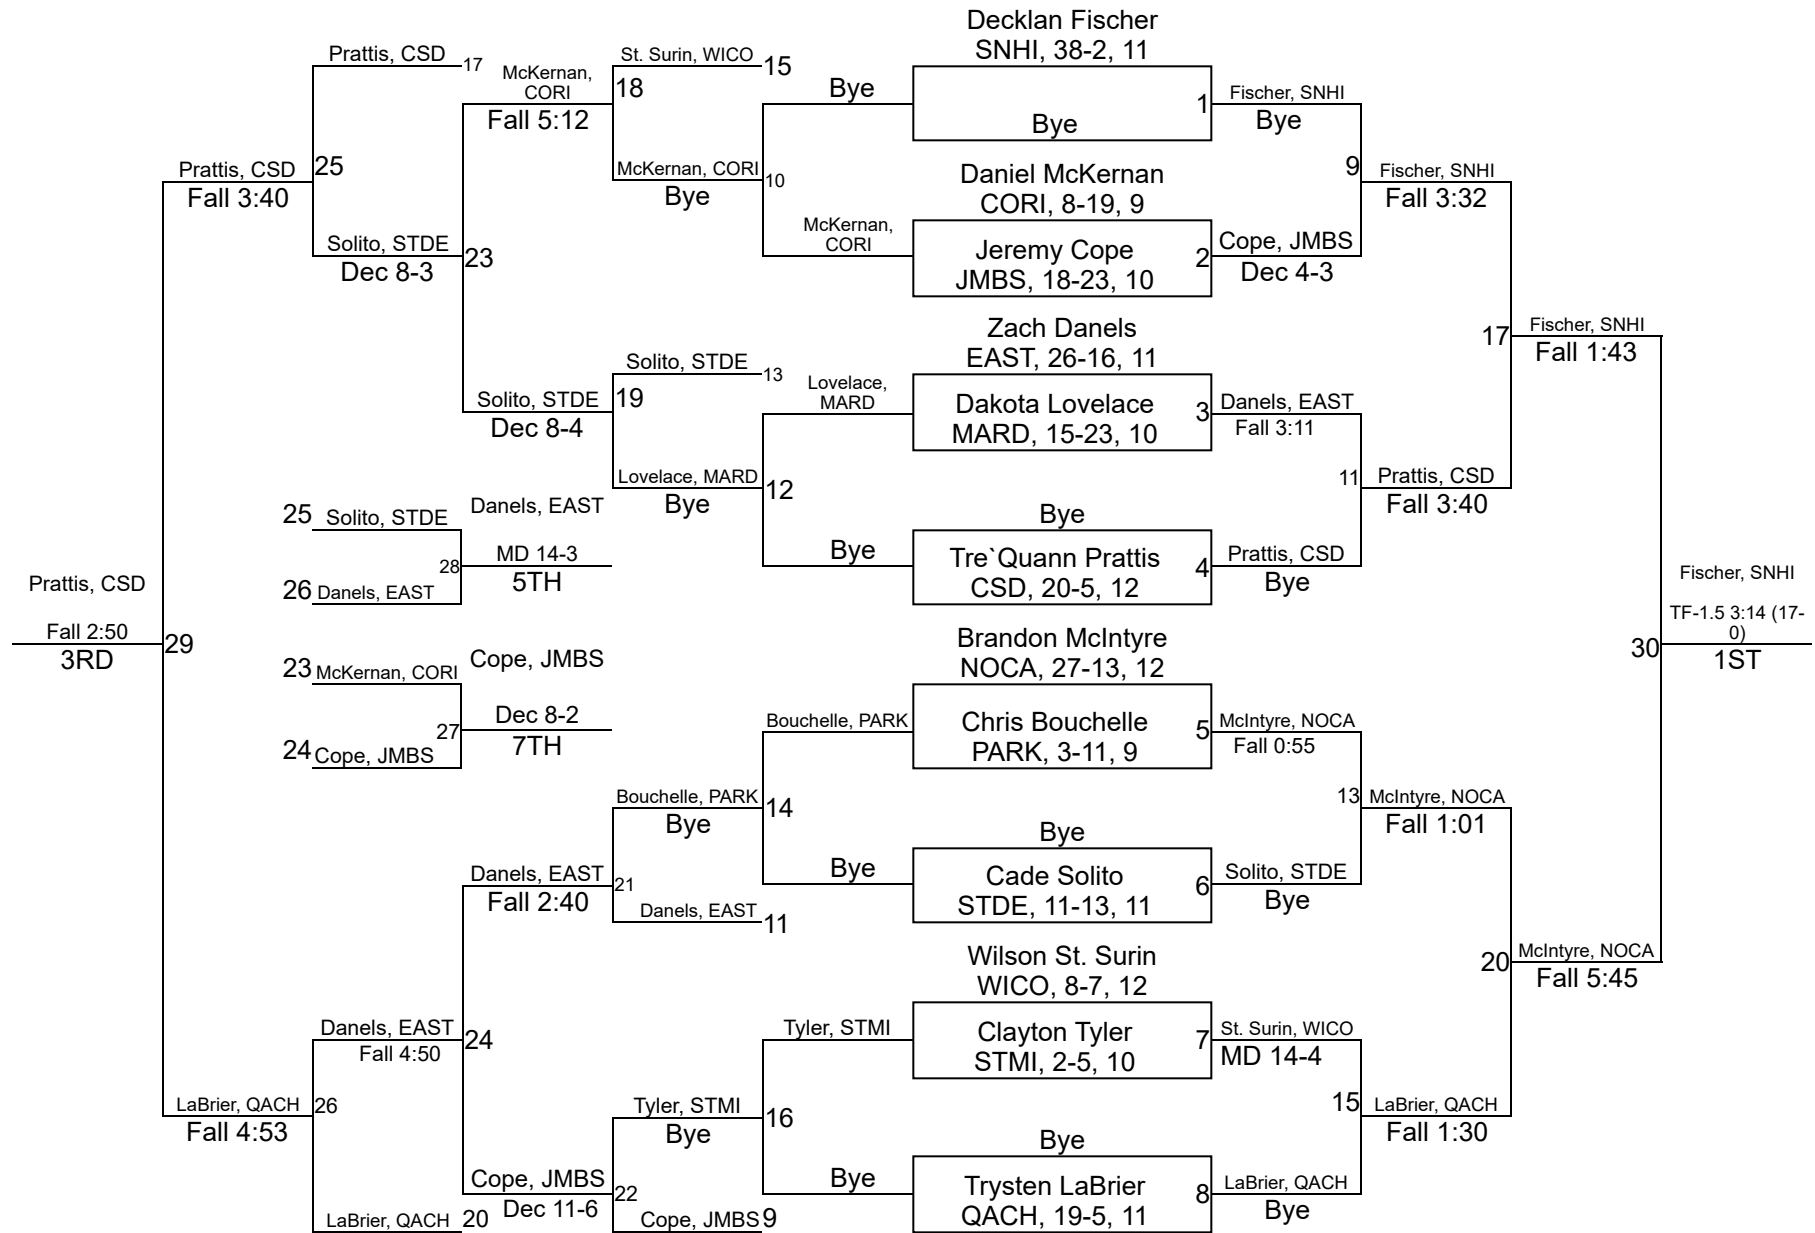 Decklan Fischer
SNHI, 38-2, 11
Prattis, CSD
17
McKernan,
CORI
Fall 5:12
St. Surin, WICO
15
18
Bye
Bye
1
Fischer, SNHI
Bye
Prattis, CSD
Fall 3:40
25
McKernan, CORI
Bye
10
Daniel McKernan
CORI, 8-19, 9
9
Fischer, SNHI
Fall 3:32
Solito, STDE
Dec 8-3
23
McKernan,
CORI
Jeremy Cope
JMBS, 18-23, 10
2
Cope, JMBS
Dec 4-3
Zach Danels
EAST, 26-16, 11
17
Fischer, SNHI
Fall 1:43
Solito, STDE
Dec 8-4
Solito, STDE
13
19
Lovelace,
MARD
Dakota Lovelace
MARD, 15-23, 10
3
Danels, EAST
Fall 3:11
Lovelace, MARD
Bye
12
11
Prattis, CSD
Fall 3:40
25
Solito, STDE
Danels, EAST
28
MD 14-3
5TH
26
Danels, EAST
Bye
Bye
Tre`Quann Prattis
CSD, 20-5, 12
4
Prattis, CSD
Bye
Prattis, CSD
Fall 2:50
3RD
29
Brandon McIntyre
NOCA, 27-13, 12
Fischer, SNHI
TF-1.5 3:14 (17-
0)
1ST
30
23
McKernan, CORI
Cope, JMBS
27
Dec 8-2
7TH
24
Cope, JMBS
Bouchelle, PARK
Chris Bouchelle
PARK, 3-11, 9
5
McIntyre, NOCA
Fall 0:55
Bouchelle, PARK
Bye
14
13
McIntyre, NOCA
Fall 1:01
Danels, EAST
Fall 2:40
21
Danels, EAST
11
Bye
Bye
Cade Solito
STDE, 11-13, 11
6
Solito, STDE
Bye
Wilson St. Surin
WICO, 8-7, 12
20
McIntyre, NOCA
Fall 5:45
Danels, EAST
Fall 4:50
24
Tyler, STMI
Clayton Tyler
STMI, 2-5, 10
7
St. Surin, WICO
MD 14-4
LaBrier, QACH
Fall 4:53
26
Tyler, STMI
Bye
16
15
LaBrier, QACH
Fall 1:30
Cope, JMBS
Dec 11-6
22
Bye
Bye
Trysten LaBrier
QACH, 19-5, 11
8
LaBrier, QACH
Bye
LaBrier, QACH
20
Cope, JMBS
9